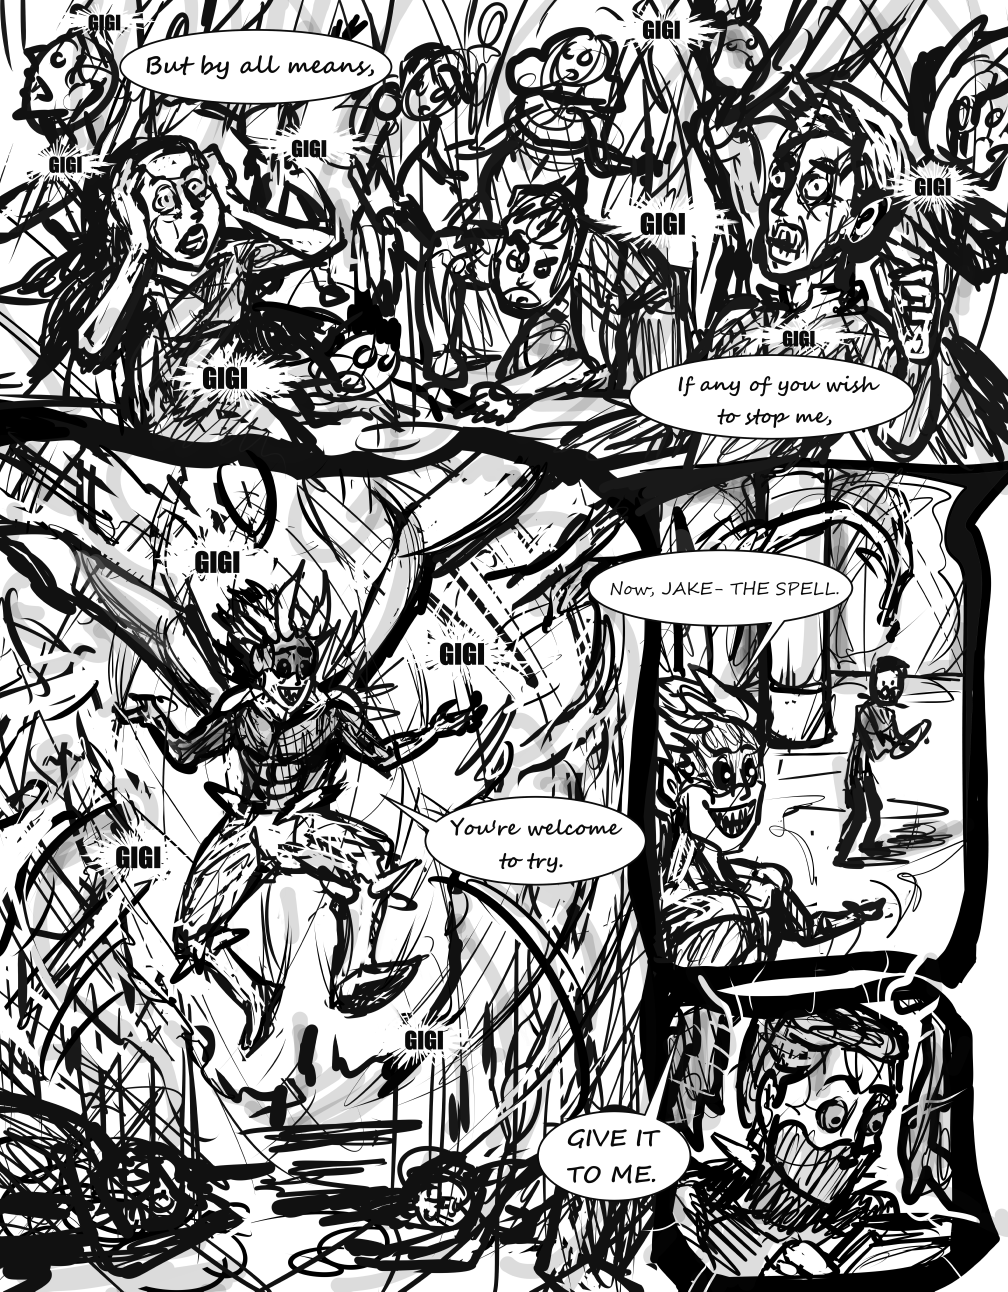 GIGI
But by all means,
GIGI
GIGI
GIGI
GIGI
GIGI
GIGI
GIGI
If any of you wish
to stop me,
GIGI
GIGI
You're welcome
to try.
GIGI
GIGI
Now, JAKE- THE SPELL.
GIVE IT
TO ME.